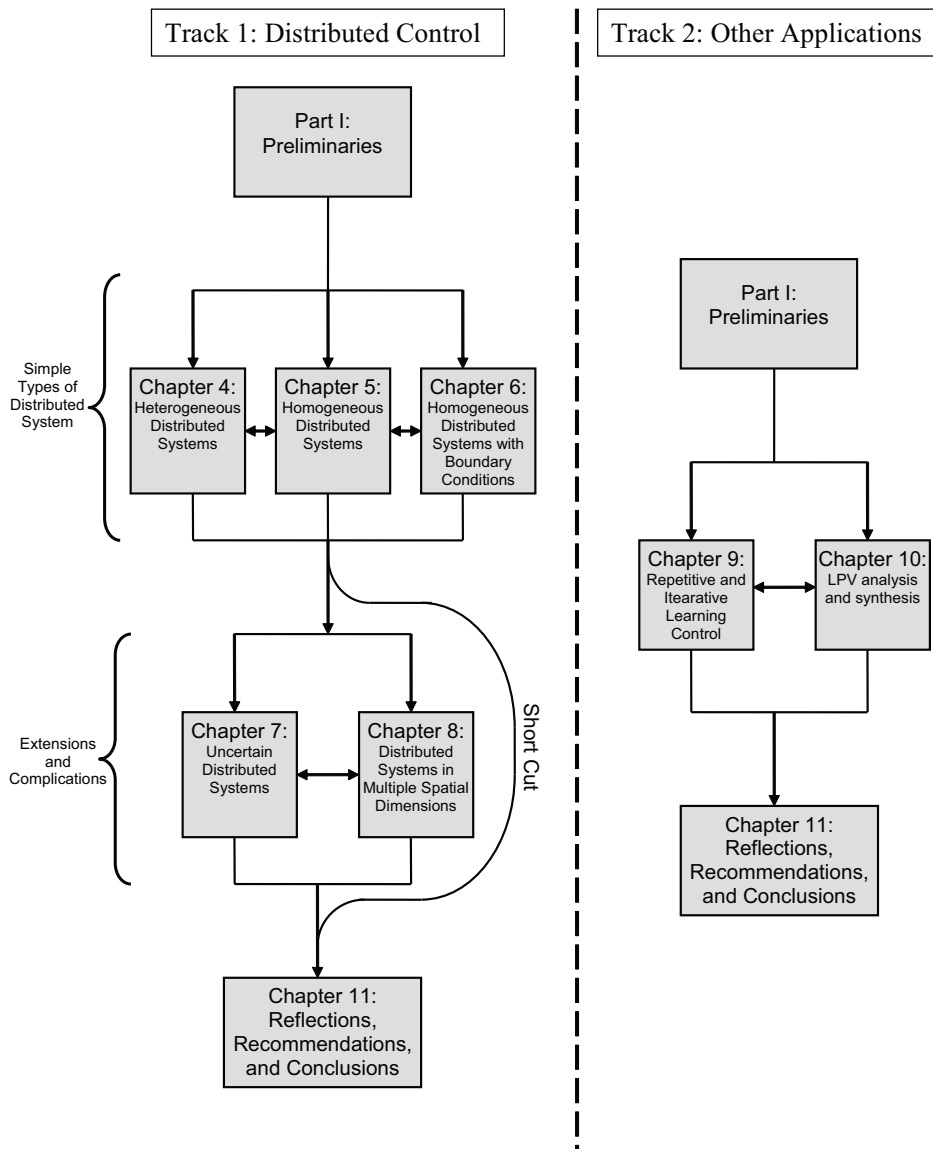 Track 1: Distributed Control
Part I:
Preliminaries
Simple
Types of
Distributed
System
Chapter 4:
Heterogeneous
Distributed
Systems
Chapter 5:
Homogeneous
Distributed
Systems
Chapter 6:
Homogeneous
Distributed
Systems with
Boundary
Conditions
Extensions
and
Complications
Chapter 7:
Uncertain
Distributed
Systems
Chapter 8:
Distributed
Systems in
Multiple Spatial
Dimensions
Short Cut
Chapter 11:
Reflections,
Recommendations,
and Conclusions
Track 2: Other Applications
Part I:
Preliminaries
Chapter 9:
Repetitive and
Itearative
Learning
Control
Chapter 10:
LPV analysis
and synthesis
Chapter 11:
Reflections,
Recommendations,
and Conclusions